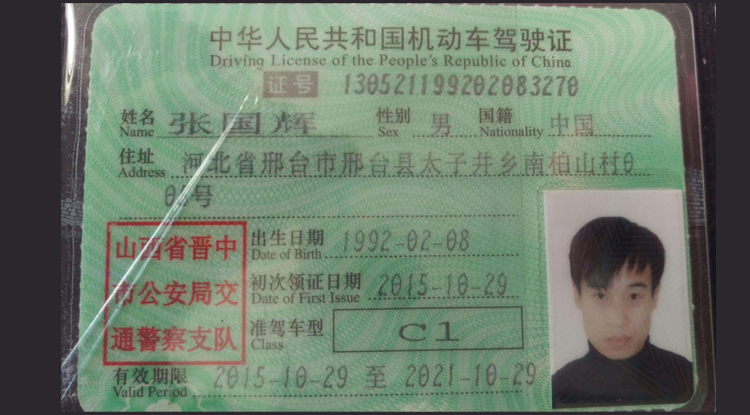 中华人民共和国机动车驾驶证
Driving License of the People's Republic of China
证号 130521199202083270
姓名 张国辉 性别 男 国籍 中国
Name Sex Nationality
住址 河北省邢台市邢台县太子井乡南柏山村0
Address
号
山西省晋中
市公安局交
通警察支队
出生日期 1992-02-08
Date of Birth
初次领证日期 2015-10-29
Date of First Issue
准驾车型 C1
Class
有效期限 2015-10-29 至 2021-10-29
Valid Period